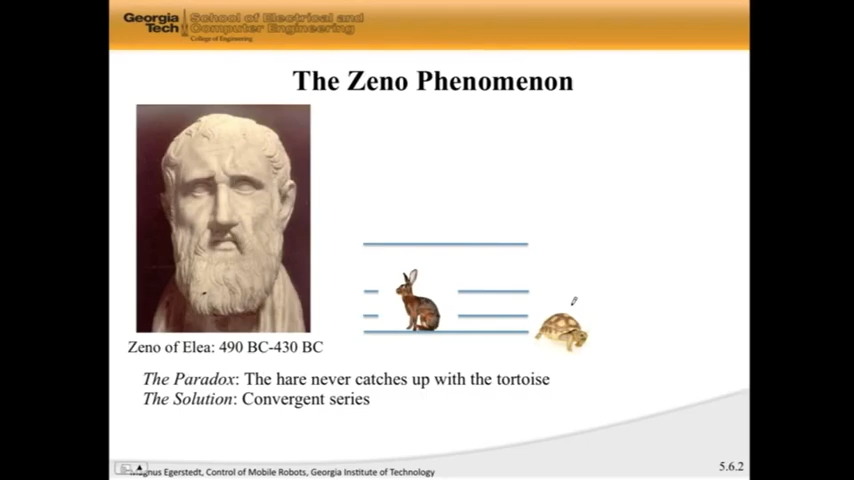 Georgia Tech
School of Electrical and Computer Engineering
College of Engineering
The Zeno Phenomenon
Zeno of Elea: 490 BC-430 BC
The Paradox: The hare never catches up with the tortoise
The Solution: Convergent series
Magnus Egerstedt, Control of Mobile Robots, Georgia Institute of Technology
5.6.2